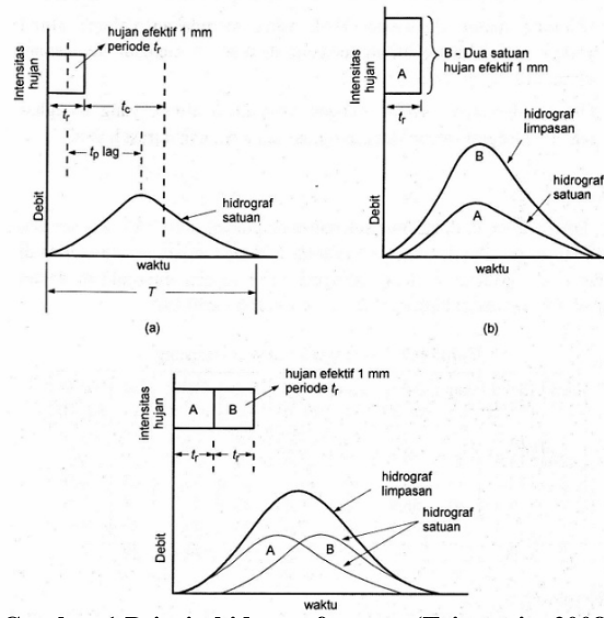 hujan efektif 1 mm
periode tr
Intensitas
hujan
tr
tc
tp lag
Debit
hidrograf
satuan
waktu
T
(a)
Intensitas
hujan
A
B - Dua satuan
hujan efektif 1 mm
tr
hidrograf
limpasan
B
hidrograf
satuan
A
Debit
waktu
(b)
hujan efektif 1 mm
periode tr
intensitas
hujan
A B
tr tr
hidrograf
limpasan
hidrograf
satuan
A B
Debit
waktu